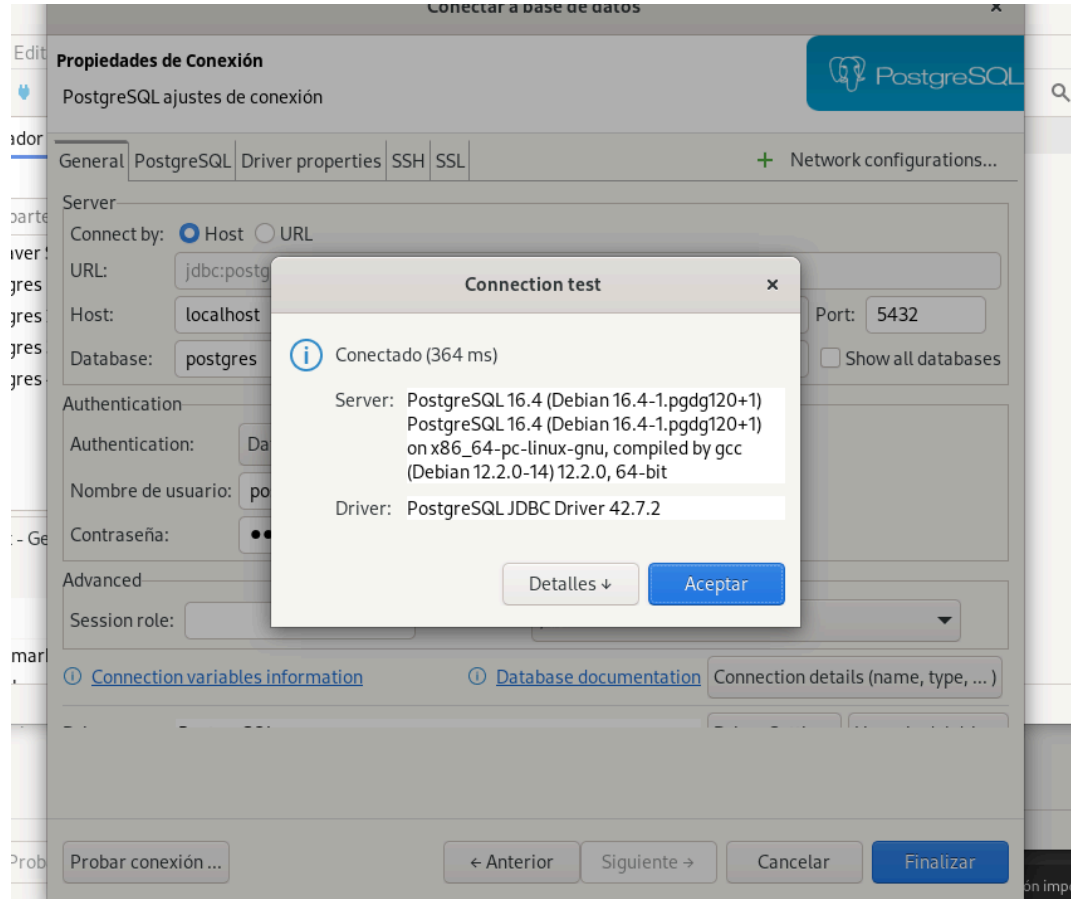 Conectar a base de datos
Edit
Propiedades de Conexión
PostgreSQL ajustes de conexión
PostgreSQL
ador
General PostgreSQL Driver properties SSH SSL
+ Network configurations...
Server
Connect by: Host URL
URL: jdbc:postg
Host: localhost
Port: 5432
Database: postgres
Show all databases
Authentication
Authentication: Da
Nombre de usuario: po
Contraseña:
Connection test
Conectado (364 ms)
Server: PostgreSQL 16.4 (Debian 16.4-1.pgdg120+1)
PostgreSQL 16.4 (Debian 16.4-1.pgdg120+1)
on x86_64-pc-linux-gnu, compiled by gcc
(Debian 12.2.0-14) 12.2.0, 64-bit
Driver: PostgreSQL JDBC Driver 42.7.2
Detalles ↓ Aceptar
Advanced
Session role:
Connection variables information
Database documentation
Connection details (name, type, ... )
Probar conexión ...
← Anterior
Siguiente →
Cancelar
Finalizar